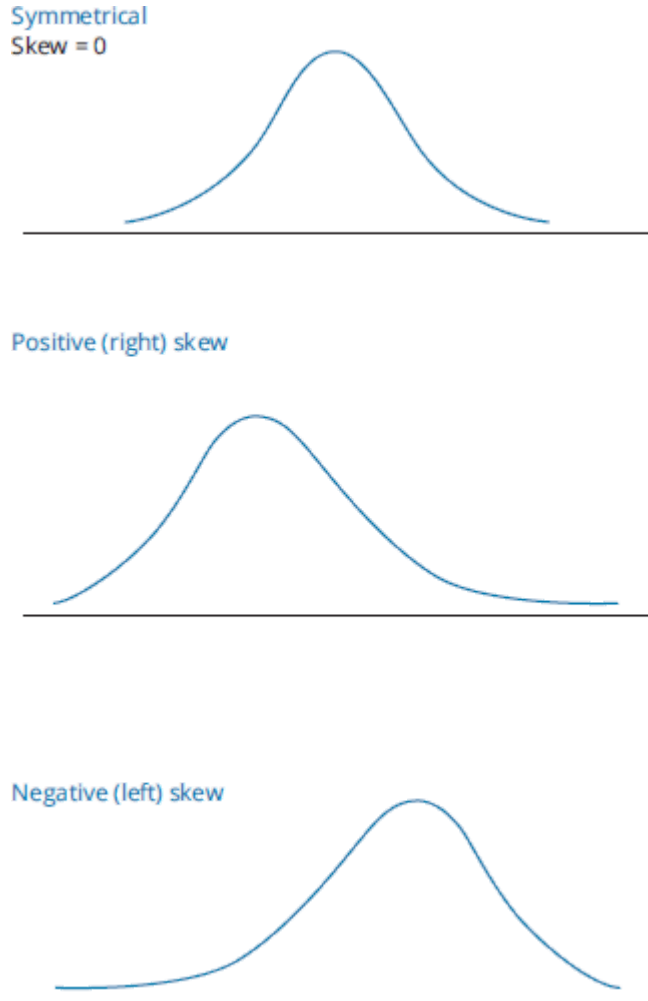 Symmetrical
Skew = 0
Positive (right) skew
Negative (left) skew